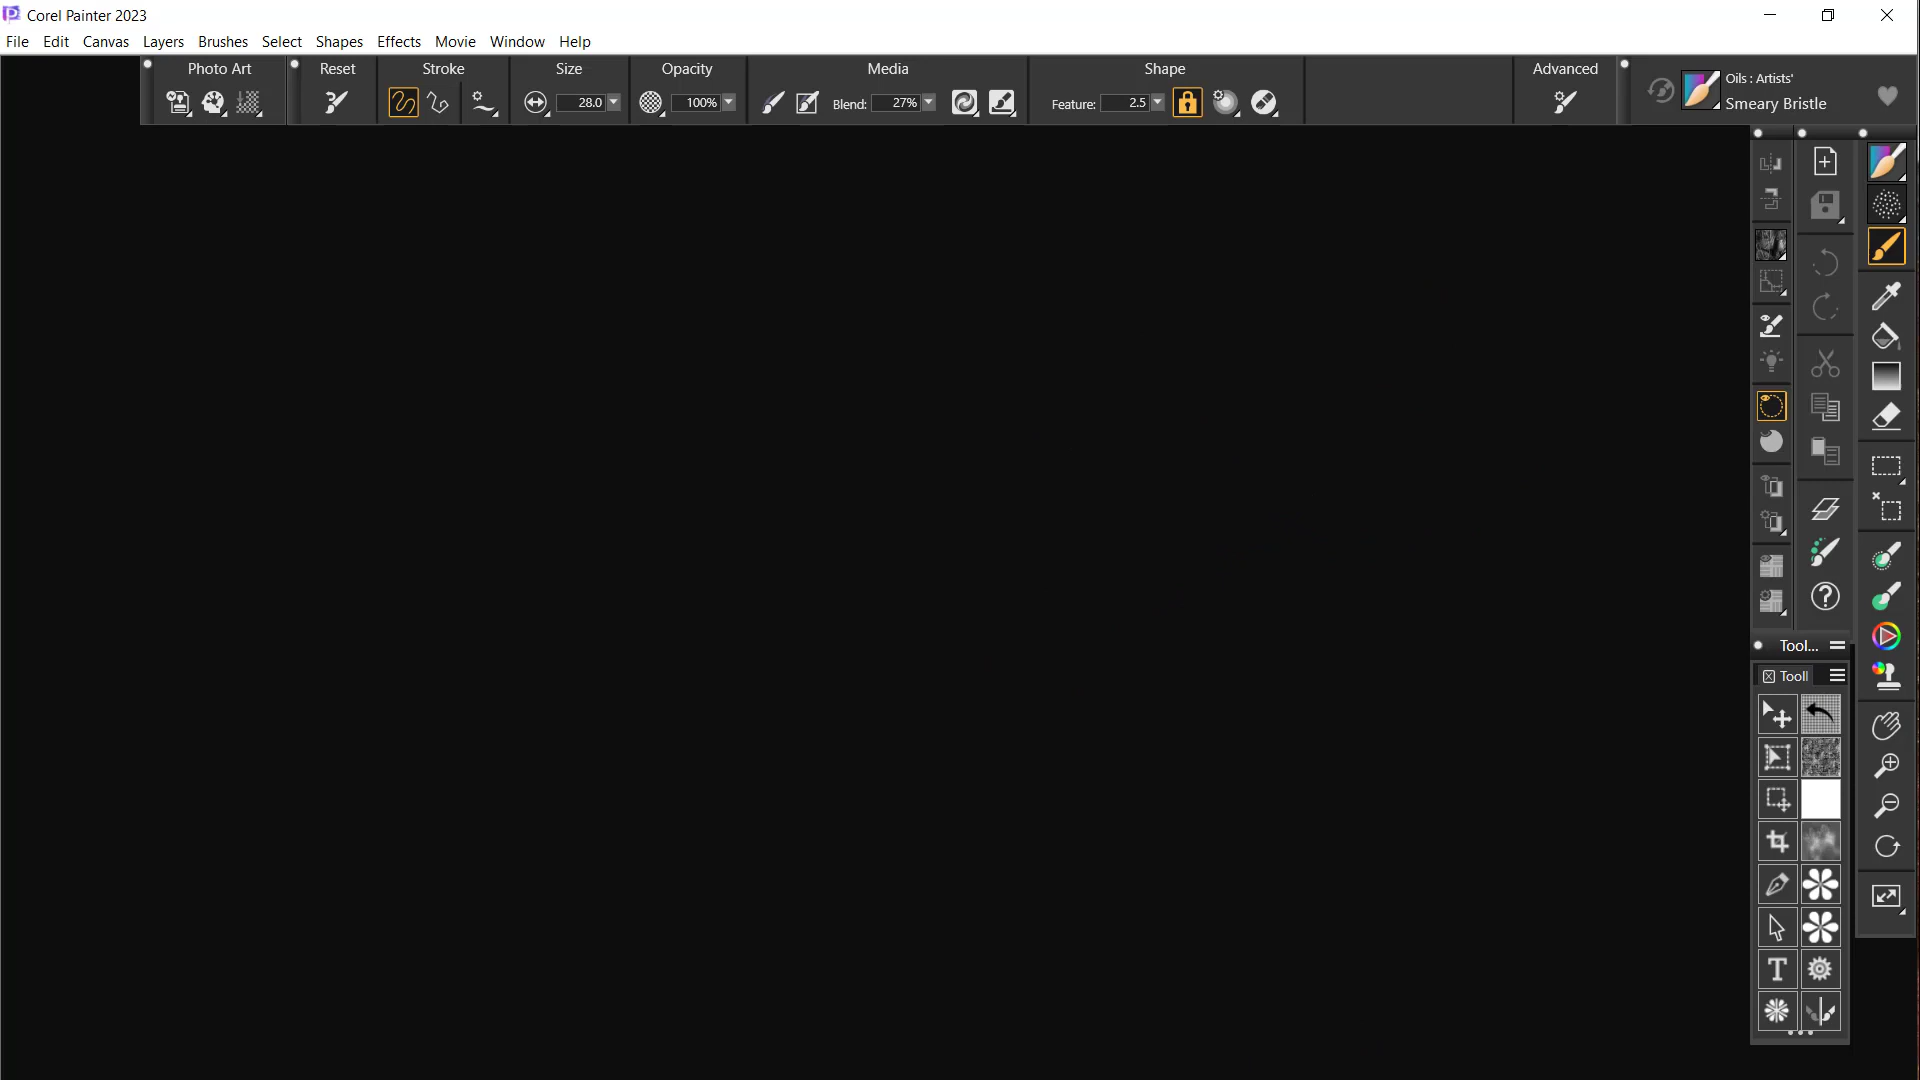 Corel Painter 2023
File Edit Canvas Layers Brushes Select Shapes Effects Movie Window Help
Photo Art Reset Stroke Size Opacity Media Shape Advanced
Oils : Artists'
28.0 100% Blend: 27% Feature: 2.5 Smeary Bristle
Tool...
Tooll
T